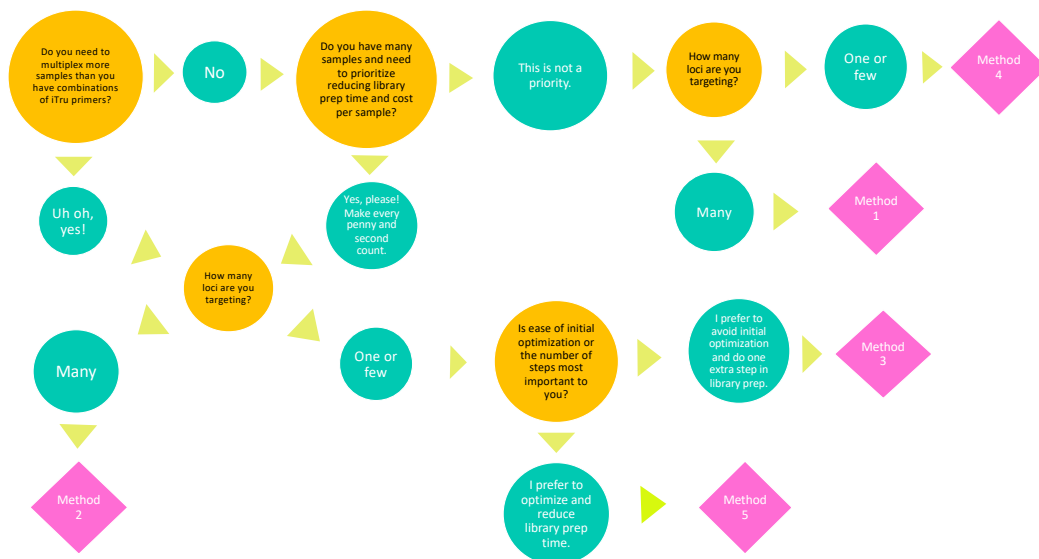 Do you need to
multiplex more
samples than you
have combinations
of iTru primers?
No
Do you have many
samples and need
to prioritize
reducing library
prep time and cost
per sample?
This is not a
priority.
How many
loci are you
targeting?
One or
few
Method
4
Uh oh,
yes!
Yes, please!
Make every
penny and
second
count.
Many
Method
1
How many
loci are you
targeting?
Many
One or
few
Is ease of initial
optimization or
the number of
steps most
important to
you?
I prefer to
avoid initial
optimization
and do one
extra step in
library prep.
Method
3
Method
2
I prefer to
optimize and
reduce
library prep
time.
Method
5